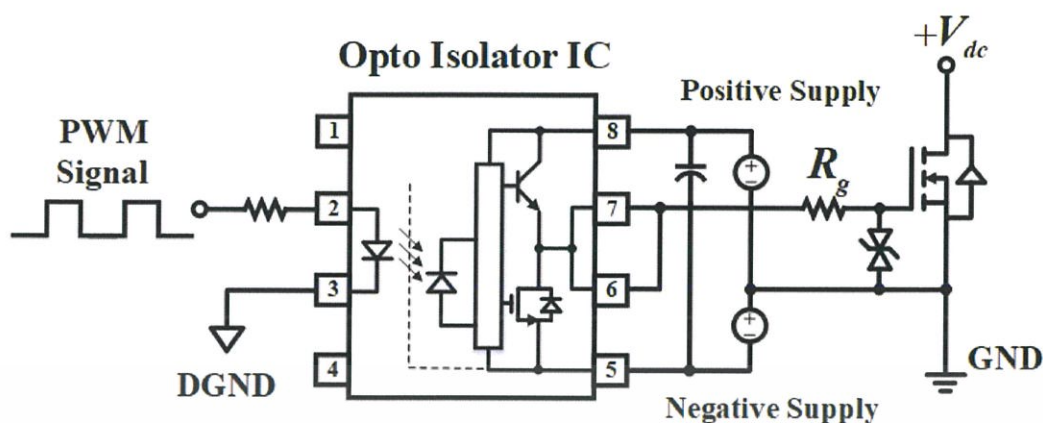 +Vdc
Opto Isolator IC
Positive Supply
PWM
Signal
1
2
3
4
8
7
6
5
Rg
DGND
GND
Negative Supply